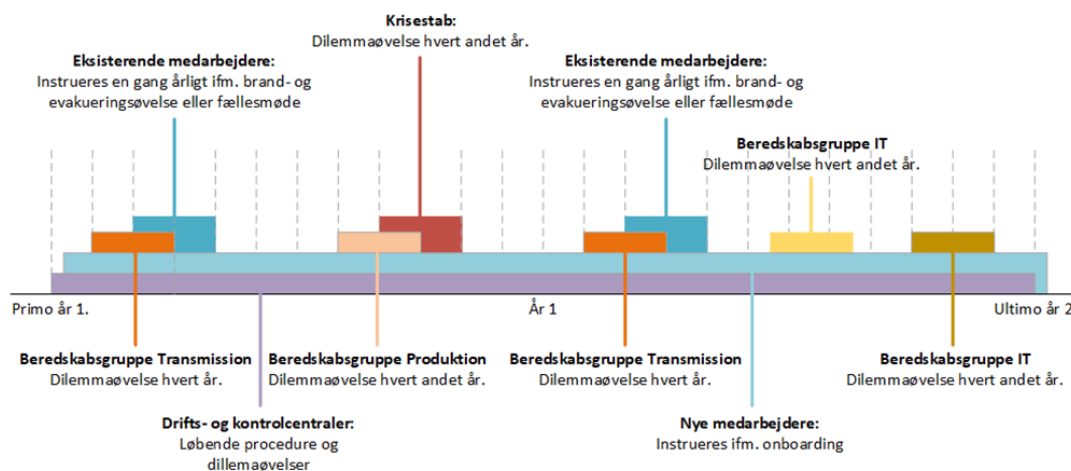 Krisestab:
Dilemmaøvelse hvert andet år.
Eksisterende medarbejdere:
Instrueres en gang årligt ifm. brand- og
evakueringsøvelse eller fællesmøde
Eksisterende medarbejdere:
Instrueres en gang årligt ifm. brand- og
evakueringsøvelse eller fællesmøde
Beredskabsgruppe IT
Dilemmaøvelse hvert andet år.
Primo år 1.
År 1
Ultimo år 2
Beredskabsgruppe Transmission
Dilemmaøvelse hvert år.
Beredskabsgruppe Produktion
Dilemmaøvelse hvert andet år.
Beredskabsgruppe Transmission
Dilemmaøvelse hvert år.
Beredskabsgruppe IT
Dilemmaøvelse hvert andet år.
Drifts- og kontrolcentraler:
Løbende procedure og
dillemaøvelser
Nye medarbejdere:
Instrueres ifm. onboarding